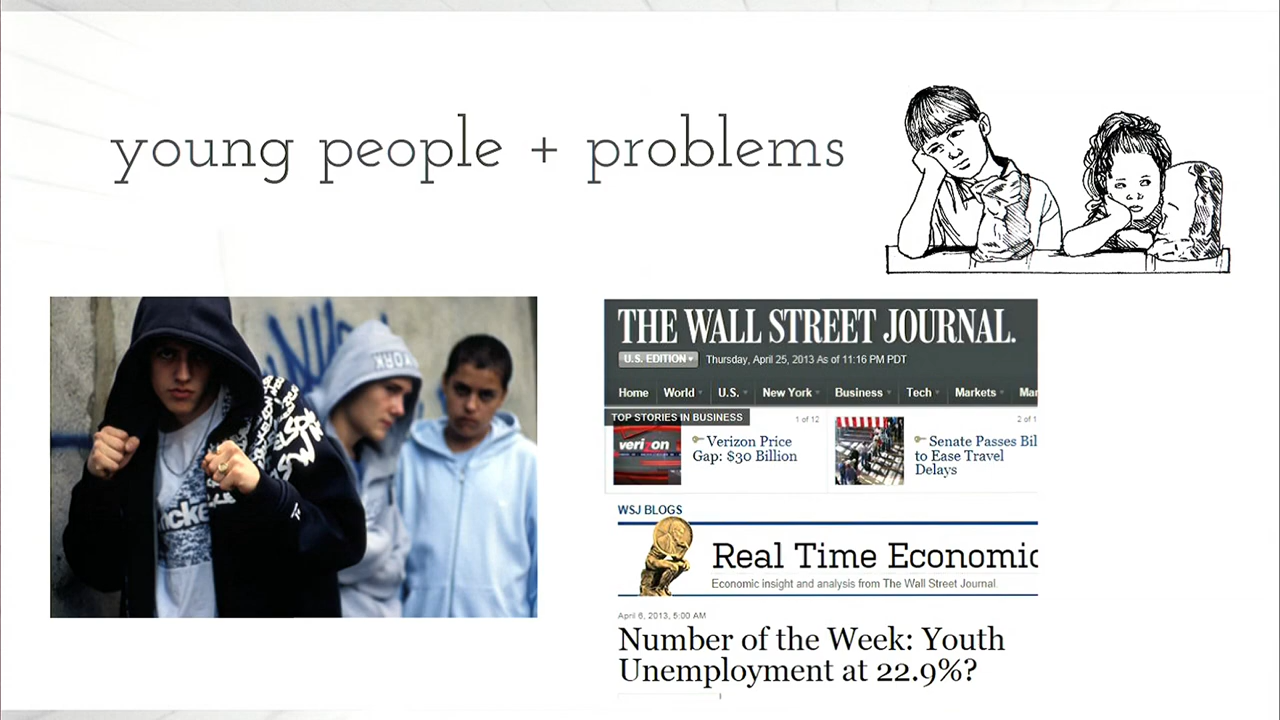 young people + problems
THE WALL STREET JOURNAL.
U.S. EDITION
Thursday, April 25, 2013 As of 11:16 PM PDT
Home World U.S. New York Business Tech Markets Mar
TOP STORIES IN BUSINESS
1 of 12
2 of 1
verizon
Verizon Price
Gap: $30 Billion
Senate Passes Bil
to Ease Travel
Delays
WSJ BLOGS
Real Time Economic
Economic insight and analysis from The Wall Street Journal.
April 6, 2013, 5:00 AM
Number of the Week: Youth
Unemployment at 22.9%?